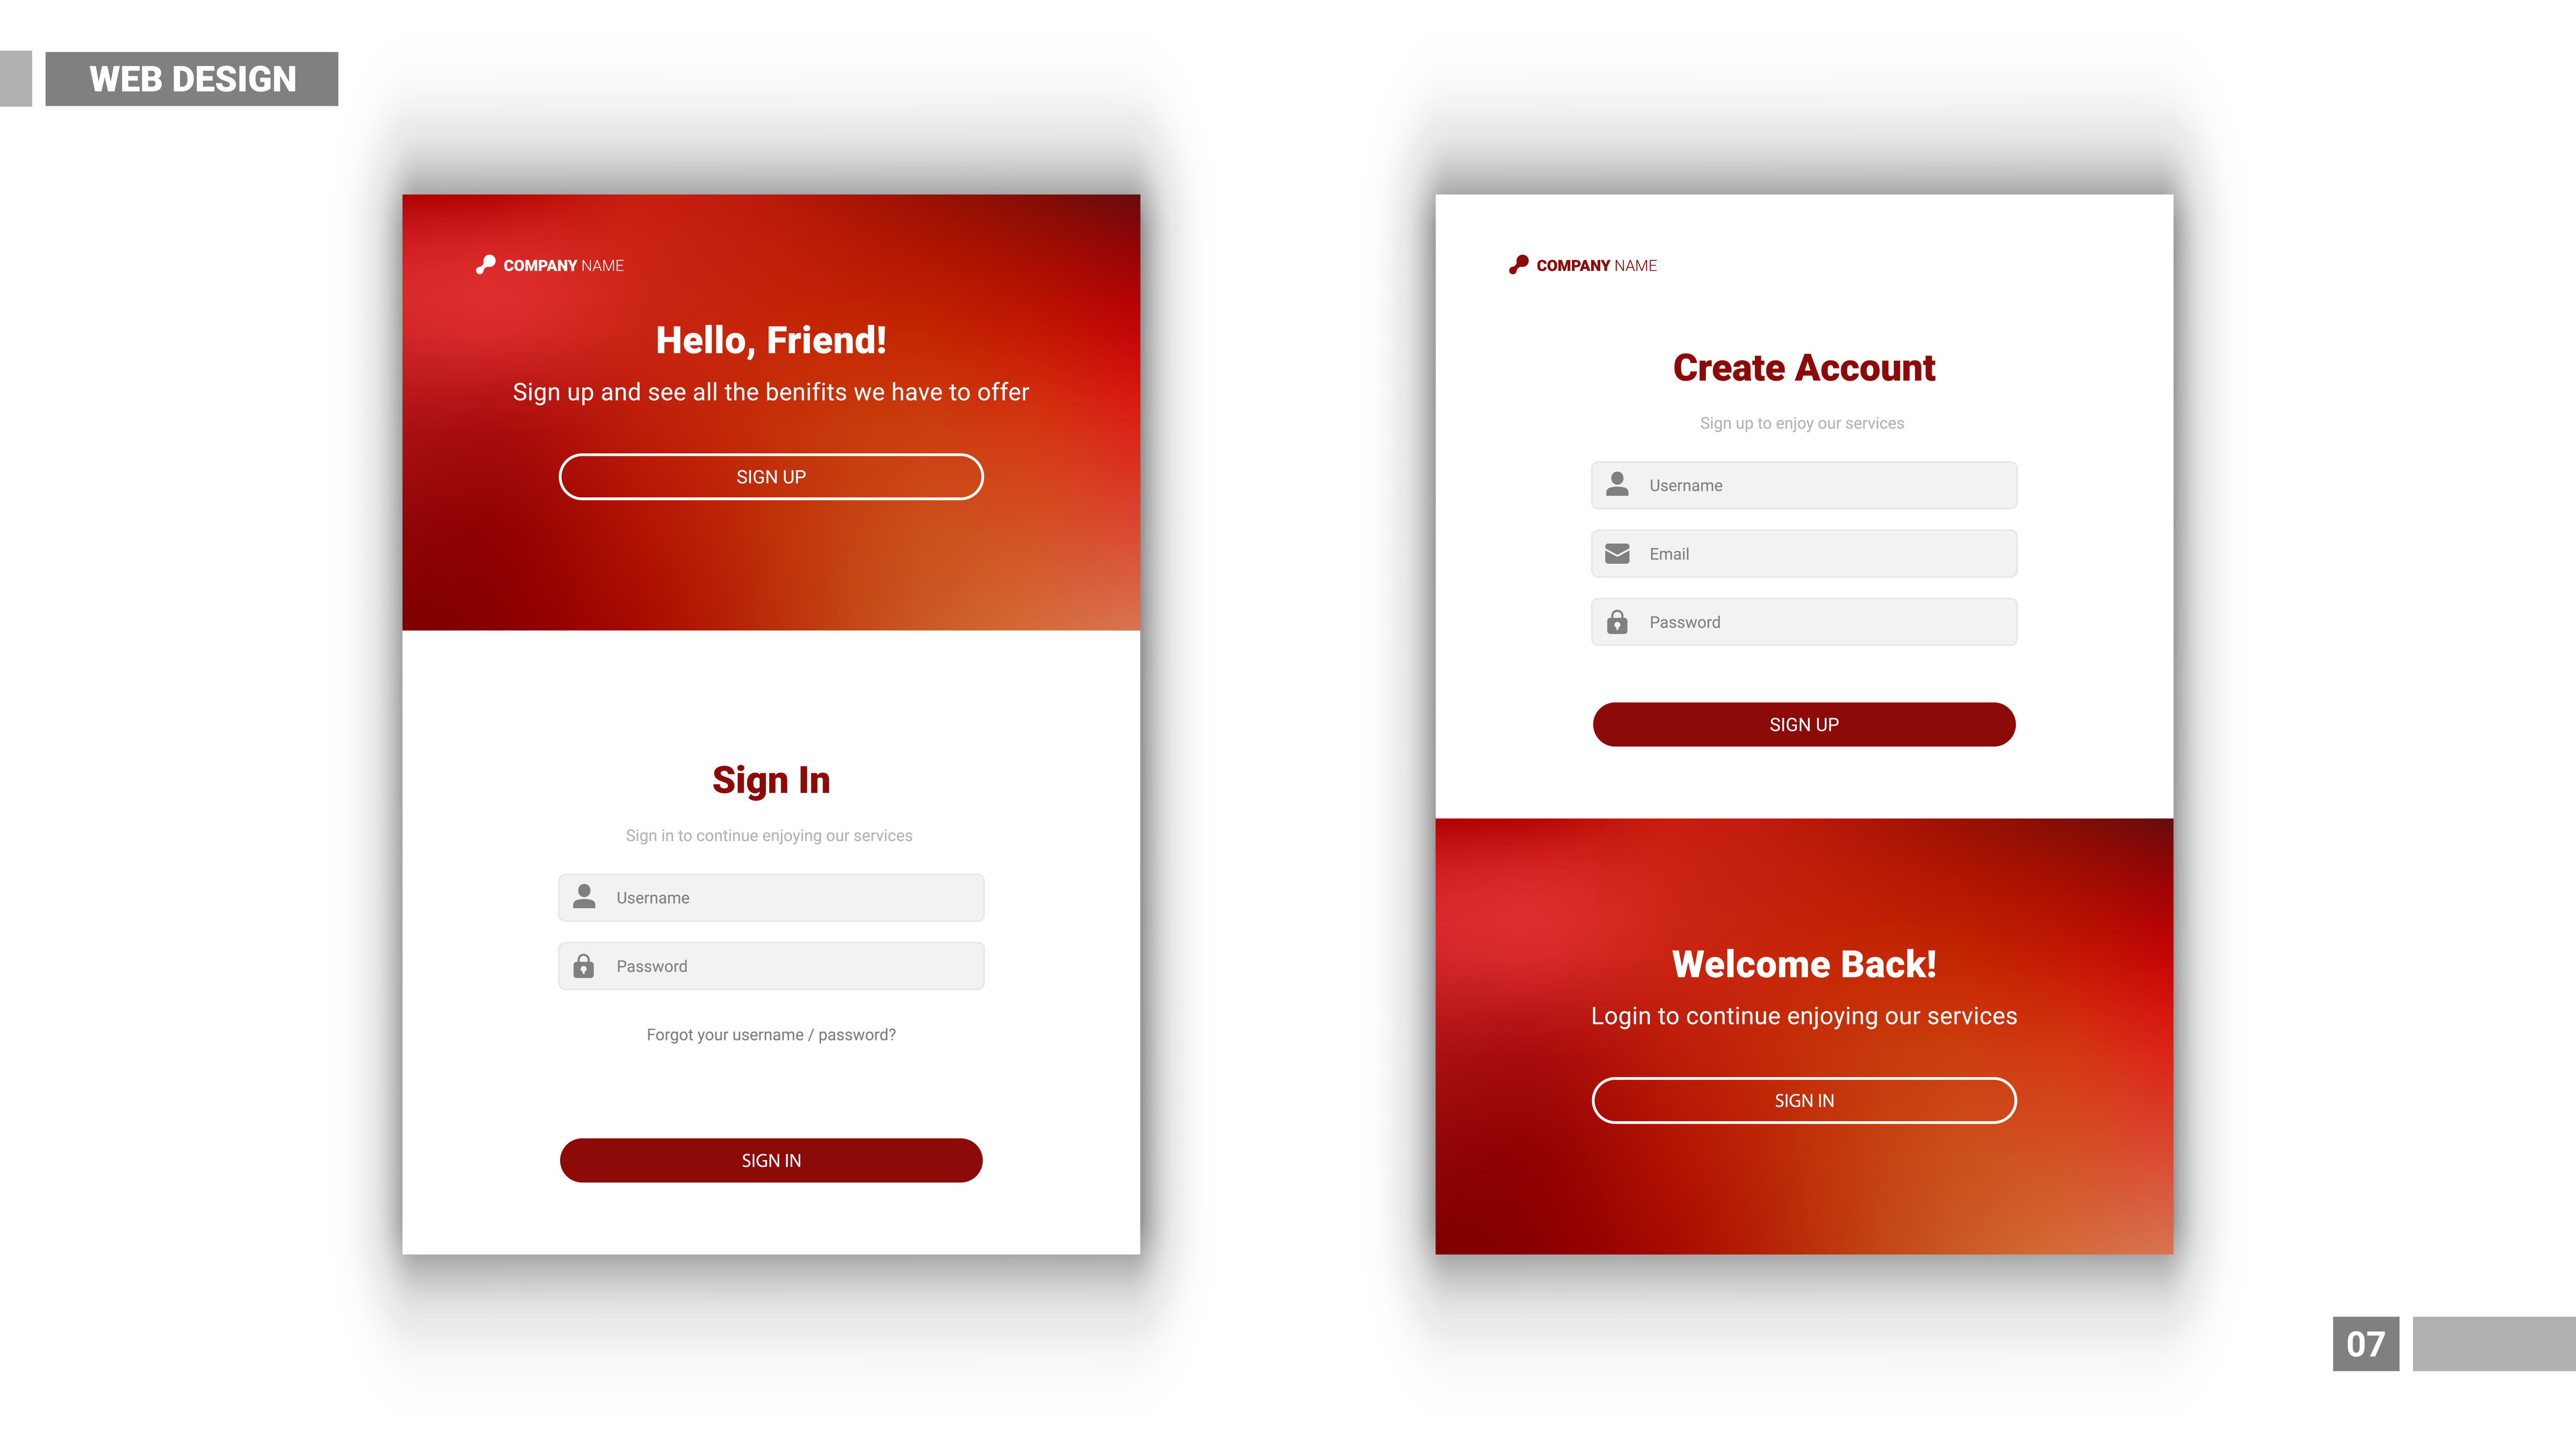 WEB DESIGN
COMPANY NAME
Hello, Friend!
Sign up and see all the benifits we have to offer
SIGN UP
Sign In
Sign in to continue enjoying our services
Username
Password
Forgot your username / password?
SIGN IN
COMPANY NAME
Create Account
Sign up to enjoy our services
Username
Email
Password
SIGN UP
Welcome Back!
Login to continue enjoying our services
SIGN IN
07